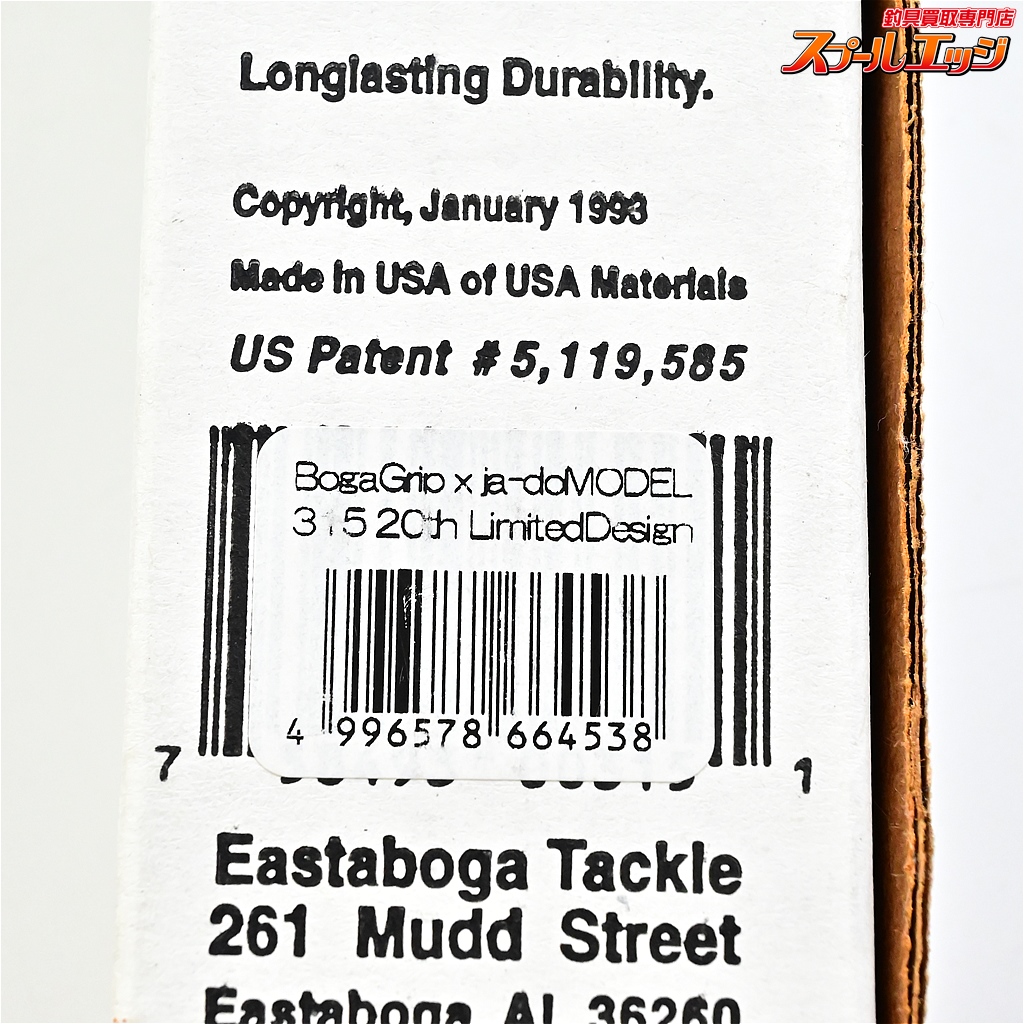 釣具買取専門店
スプールエッジ
Longlasting Durability.
Copyright, January 1993
Made in USA of USA Materials
US Patent # 5,119,585
BogaGrip x ja-doMODEL
315 20th LimitedDesign
4 996578 664538
7 1
Eastaboga Tackle
261 Mudd Street
Eastaboga AL 36260